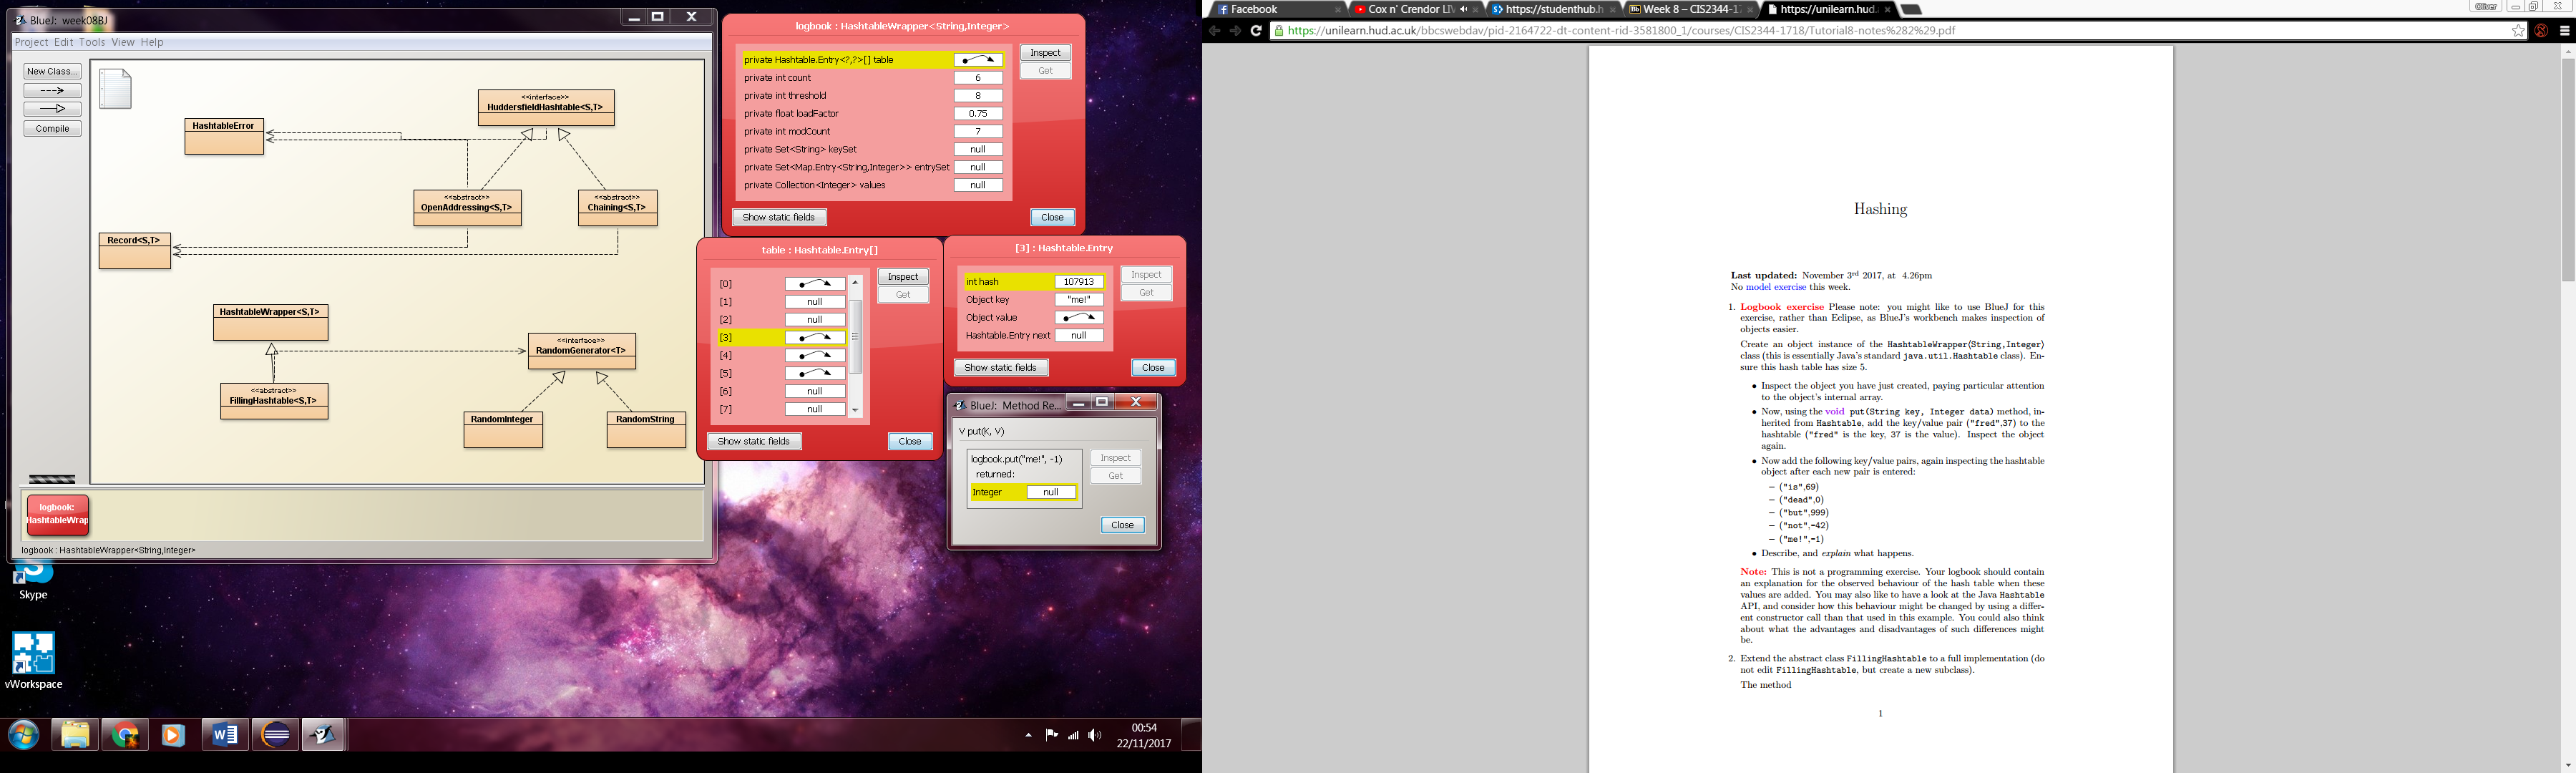 BlueJ: week08BJ
Project Edit Tools View Help
New Class...
Compile
<<interface>>
HuddersfieldHashtable<S,T>
HashtableError
<<abstract>>
OpenAddressing<S,T>
<<abstract>>
Chaining<S,T>
Record<S,T>
HashtableWrapper<S,T>
<<interface>>
RandomGenerator<T>
<<abstract>>
FillingHashtable<S,T>
RandomInteger
RandomString
logbook:
HashtableWrap
logbook : HashtableWrapper<String,Integer>
Skype
vWorkspace
logbook : HashtableWrapper<String,Integer>
private Hashtable.Entry<?,?>[] table
private int count 6
private int threshold 8
private float loadFactor 0.75
private int modCount 7
private Set<String> keySet null
private Set<Map.Entry<String,Integer>> entrySet null
private Collection<Integer> values null
Inspect
Get
Show static fields
Close
table : Hashtable.Entry[]
[0]
[1] null
[2] null
[3]
[4]
[5]
[6] null
[7] null
Inspect
Get
Show static fields
Close
[3] : Hashtable.Entry
int hash 107913
Object key "me!"
Object value
Hashtable.Entry next null
Inspect
Get
Show static fields
Close
BlueJ: Method Re...
V put(K, V)
logbook.put("me!", -1)
returned:
Integer null
Inspect
Get
Close
00:54
22/11/2017
Facebook
Cox n' Crendor LIV
https://studenthub.h
Week 8 – CIS2344-17
https://unilearn.hud.
Oliver
https://unilearn.hud.ac.uk/bbcswebdav/pid-2164722-dt-content-rid-3581800_1/courses/CIS2344-1718/Tutorial8-notes%282%29.pdf
Hashing
Last updated: November 3rd 2017, at 4.26pm
No model exercise this week.
1. Logbook exercise Please note: you might like to use BlueJ for this
exercise, rather than Eclipse, as BlueJ's workbench makes inspection of
objects easier.
Create an object instance of the HashtableWrapper⟨String,Integer⟩
class (this is essentially Java's standard java.util.Hashtable class). En-
sure this hash table has size 5.
• Inspect the object you have just created, paying particular attention
to the object's internal array.
• Now, using the void put(String key, Integer data) method, in-
herited from Hashtable, add the key/value pair ("fred",37) to the
hashtable ("fred" is the key, 37 is the value). Inspect the object
again.
• Now add the following key/value pairs, again inspecting the hashtable
object after each new pair is entered:
– ("is",69)
– ("dead",0)
– ("but",999)
– ("not",-42)
– ("me!",-1)
• Describe, and explain what happens.
Note: This is not a programming exercise. Your logbook should contain
an explanation for the observed behaviour of the hash table when these
values are added. You may also like to have a look at the Java Hashtable
API, and consider how this behaviour might be changed by using a differ-
ent constructor call than that used in this example. You could also think
about what the advantages and disadvantages of such differences might
be.
2. Extend the abstract class FillingHashtable to a full implementation (do
not edit FillingHashtable, but create a new subclass).
The method
1